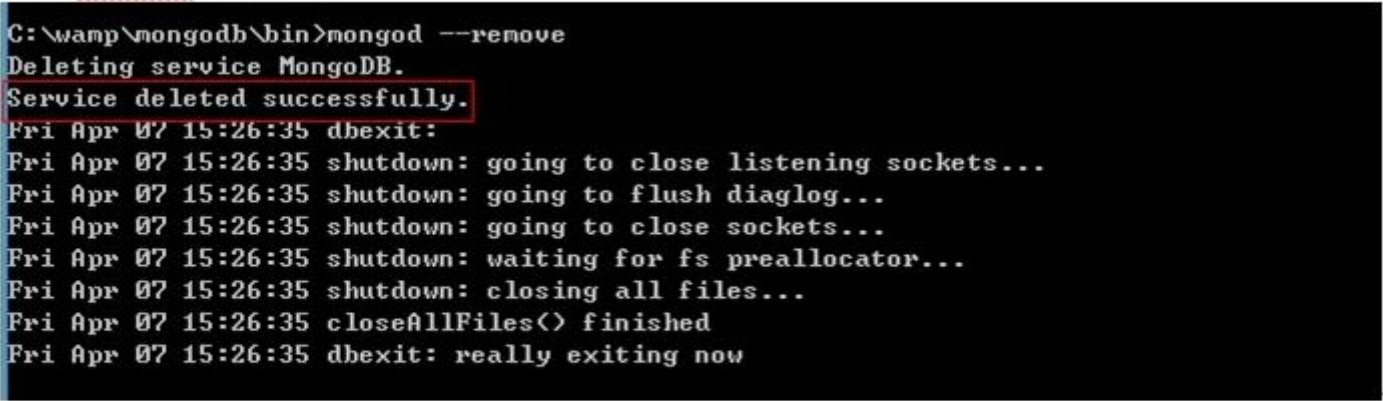 C:\wamp\mongodb\bin>mongod --remove
Deleting service MongoDB.
Service deleted successfully.
Fri Apr 07 15:26:35 dbexit:
Fri Apr 07 15:26:35 shutdown: going to close listening sockets...
Fri Apr 07 15:26:35 shutdown: going to flush diaglog...
Fri Apr 07 15:26:35 shutdown: going to close sockets...
Fri Apr 07 15:26:35 shutdown: waiting for fs preallocator...
Fri Apr 07 15:26:35 shutdown: closing all files...
Fri Apr 07 15:26:35 closeAllFiles() finished
Fri Apr 07 15:26:35 dbexit: really exiting now